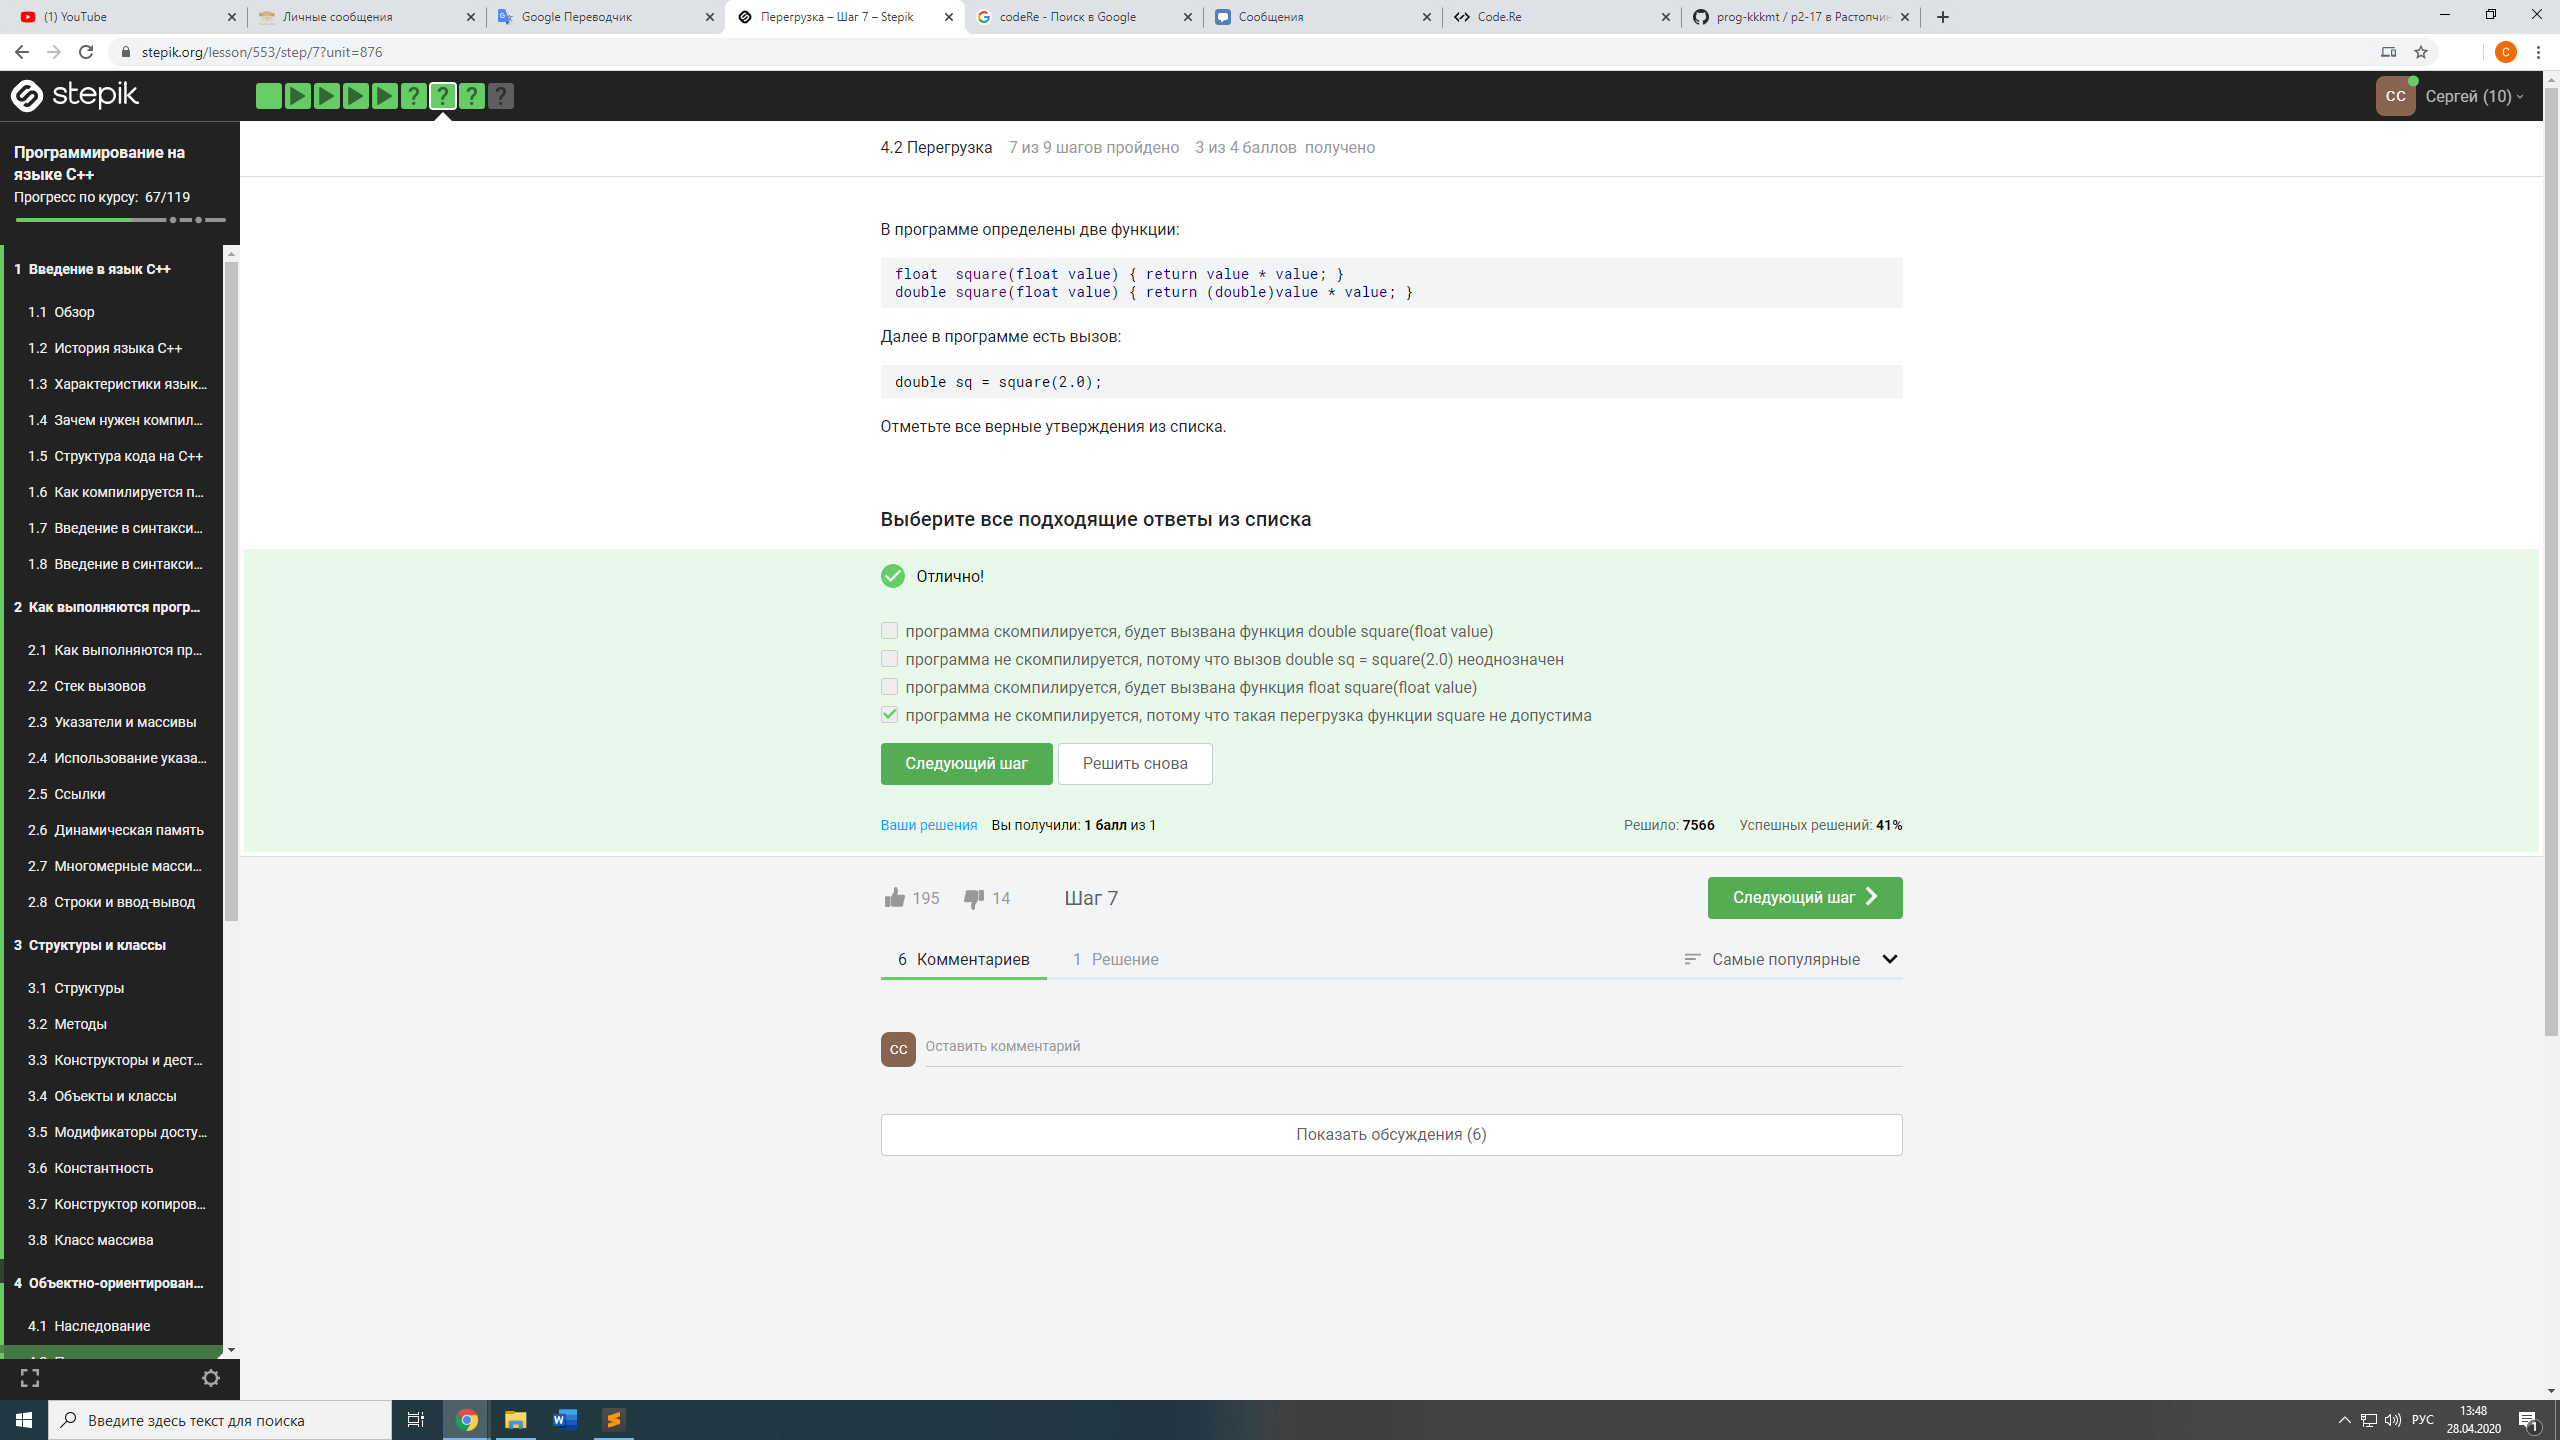 (1) YouTube
Личные сообщения
Google Переводчик
Перегрузка – Шаг 7 – Stepik
codeRe - Поиск в Google
Сообщения
Code.Re
prog-kkkmt / p2-17 в Растопчин
stepik.org/lesson/553/step/7?unit=876
C
stepik
? ? ? ?
CC
Сергей (10)
Программирование на
языке C++
Прогресс по курсу: 67/119
1 Введение в язык C++
1.1 Обзор
1.2 История языка C++
1.3 Характеристики язык...
1.4 Зачем нужен компил...
1.5 Структура кода на C++
1.6 Как компилируется п...
1.7 Введение в синтакси...
1.8 Введение в синтакси...
2 Как выполняются прогр...
2.1 Как выполняются пр...
2.2 Стек вызовов
2.3 Указатели и массивы
2.4 Использование указа...
2.5 Ссылки
2.6 Динамическая память
2.7 Многомерные масси...
2.8 Строки и ввод-вывод
3 Структуры и классы
3.1 Структуры
3.2 Методы
3.3 Конструкторы и дест...
3.4 Объекты и классы
3.5 Модификаторы досту...
3.6 Константность
3.7 Конструктор копиров...
3.8 Класс массива
4 Объектно-ориентирован...
4.1 Наследование
4.2 Перегрузка 7 из 9 шагов пройдено 3 из 4 баллов получено
В программе определены две функции:
float  square(float value) { return value * value; }
double square(float value) { return (double)value * value; }
Далее в программе есть вызов:
double sq = square(2.0);
Отметьте все верные утверждения из списка.
Выберите все подходящие ответы из списка
Отлично!
программа скомпилируется, будет вызвана функция double square(float value)
программа не скомпилируется, потому что вызов double sq = square(2.0) неоднозначен
программа скомпилируется, будет вызвана функция float square(float value)
программа не скомпилируется, потому что такая перегрузка функции square не допустима
Следующий шаг
Решить снова
Ваши решения Вы получили: 1 балл из 1
Решило: 7566 Успешных решений: 41%
195 14 Шаг 7
Следующий шаг
6 Комментариев 1 Решение
Самые популярные
CC
Оставить комментарий
Показать обсуждения (6)
Введите здесь текст для поиска
РУС
13:48
28.04.2020
1